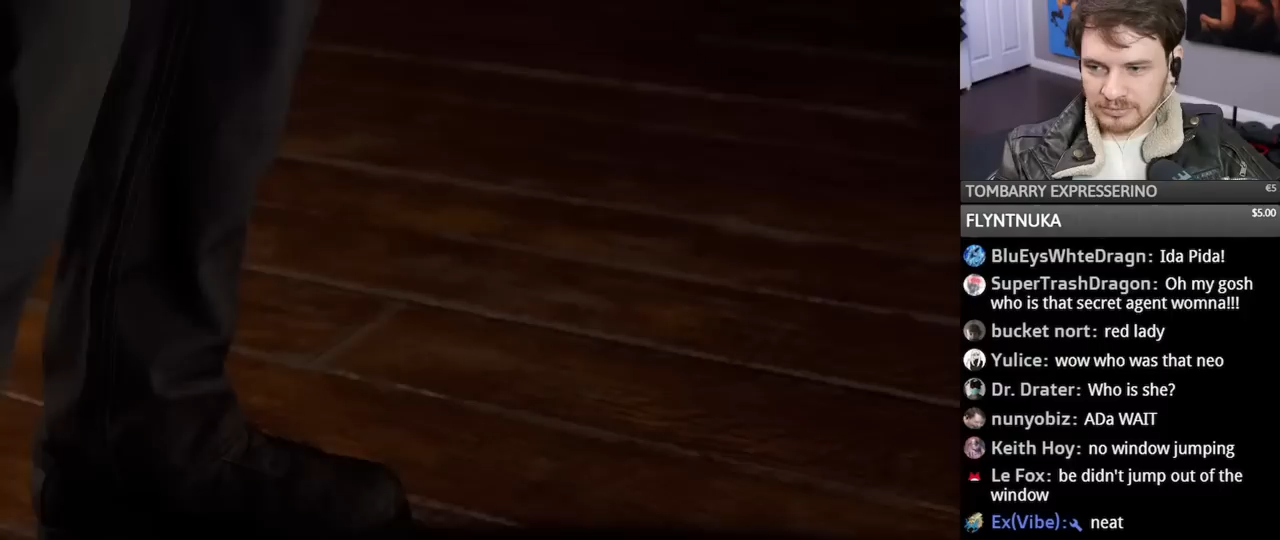 TOMBARRY EXPRESSERINO €5
FLYNTNUKA $5.00
BluEysWhteDragn: Ida Pida!
SuperTrashDragon: Oh my gosh
who is that secret agent womna!!!
bucket nort: red lady
Yulice: wow who was that neo
Dr. Drater: Who is she?
nunyobiz: ADa WAIT
Keith Hoy: no window jumping
Le Fox: be didn't jump out of the
window
Ex(Vibe): neat